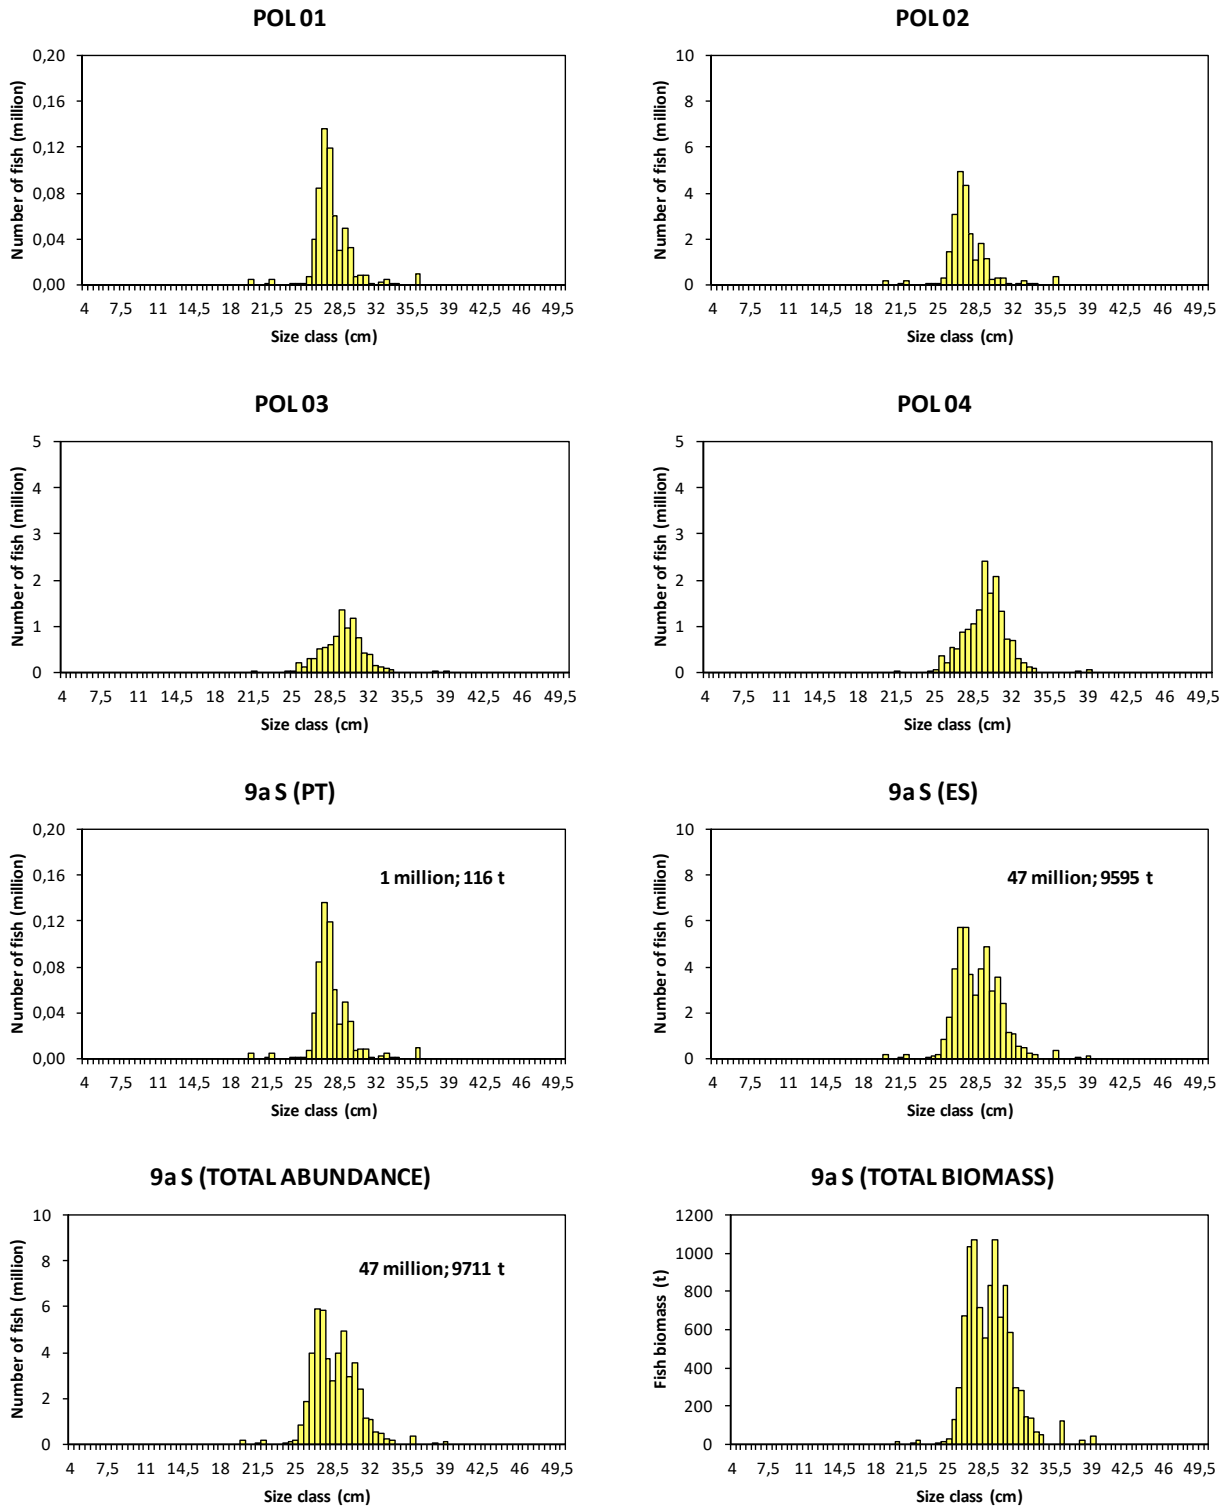 POL 01
Number of fish (million)
0,20
0,16
0,12
0,08
0,04
0,00
4 7,5 11 14,5 18 21,5 25 28,5 32 35,5 39 42,5 46 49,5
Size class (cm)
POL 02
Number of fish (million)
10
8
6
4
2
0
4 7,5 11 14,5 18 21,5 25 28,5 32 35,5 39 42,5 46 49,5
Size class (cm)
POL 03
Number of fish (million)
5
4
3
2
1
0
4 7,5 11 14,5 18 21,5 25 28,5 32 35,5 39 42,5 46 49,5
Size class (cm)
POL 04
Number of fish (million)
5
4
3
2
1
0
4 7,5 11 14,5 18 21,5 25 28,5 32 35,5 39 42,5 46 49,5
Size class (cm)
9a S (PT)
Number of fish (million)
0,20
0,16
0,12
0,08
0,04
0,00
1 million; 116 t
4 7,5 11 14,5 18 21,5 25 28,5 32 35,5 39 42,5 46 49,5
Size class (cm)
9a S (ES)
Number of fish (million)
10
8
6
4
2
0
47 million; 9595 t
4 7,5 11 14,5 18 21,5 25 28,5 32 35,5 39 42,5 46 49,5
Size class (cm)
9a S (TOTAL ABUNDANCE)
Number of fish (million)
10
8
6
4
2
0
47 million; 9711 t
4 7,5 11 14,5 18 21,5 25 28,5 32 35,5 39 42,5 46 49,5
Size class (cm)
9a S (TOTAL BIOMASS)
Fish biomass (t)
1200
1000
800
600
400
200
0
4 7,5 11 14,5 18 21,5 25 28,5 32 35,5 39 42,5 46 49,5
Size class (cm)